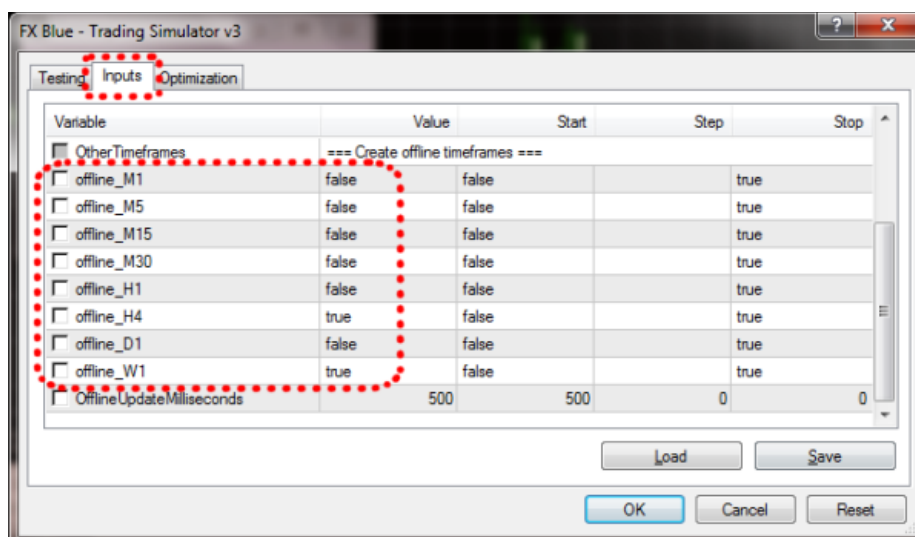 FX Blue - Trading Simulator v3
Testing Inputs Optimization
Variable Value Start Step Stop
OtherTimeframes === Create offline timeframes ===
offline_M1 false false true
offline_M5 false false true
offline_M15 false false true
offline_M30 false false true
offline_H1 false false true
offline_H4 true false true
offline_D1 false false true
offline_W1 true false true
OfflineUpdateMilliseconds 500 500 0 0
Load Save
OK Cancel Reset